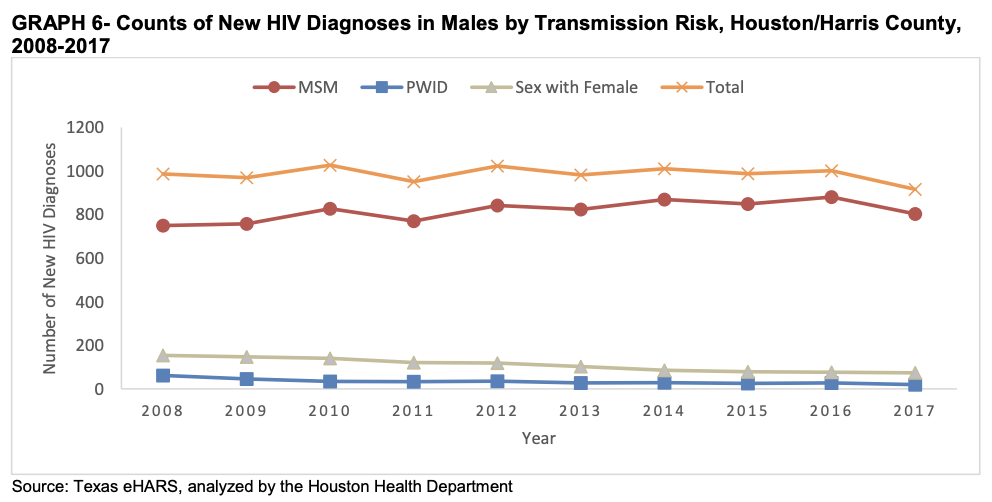 GRAPH 6- Counts of New HIV Diagnoses in Males by Transmission Risk, Houston/Harris County,
2008-2017
MSM PWID Sex with Female Total
Number of New HIV Diagnoses
1200
1000
800
600
400
200
0
2008 2009 2010 2011 2012 2013 2014 2015 2016 2017
Year
Source: Texas eHARS, analyzed by the Houston Health Department